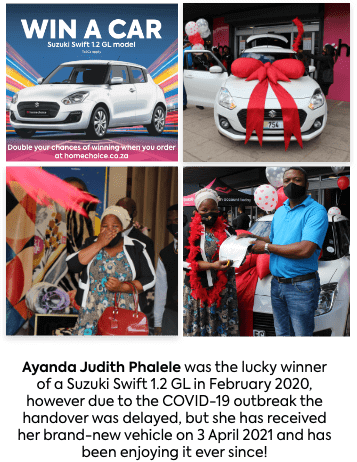 WIN A CAR
Suzuki Swift 1.2 GL model
Double your chances of winning when you order
at homechoice.co.za
Ayanda Judith Phalele was the lucky winner
of a Suzuki Swift 1.2 GL in February 2020,
however due to the COVID-19 outbreak the
handover was delayed, but she has received
her brand-new vehicle on 3 April 2021 and has
been enjoying it ever since!